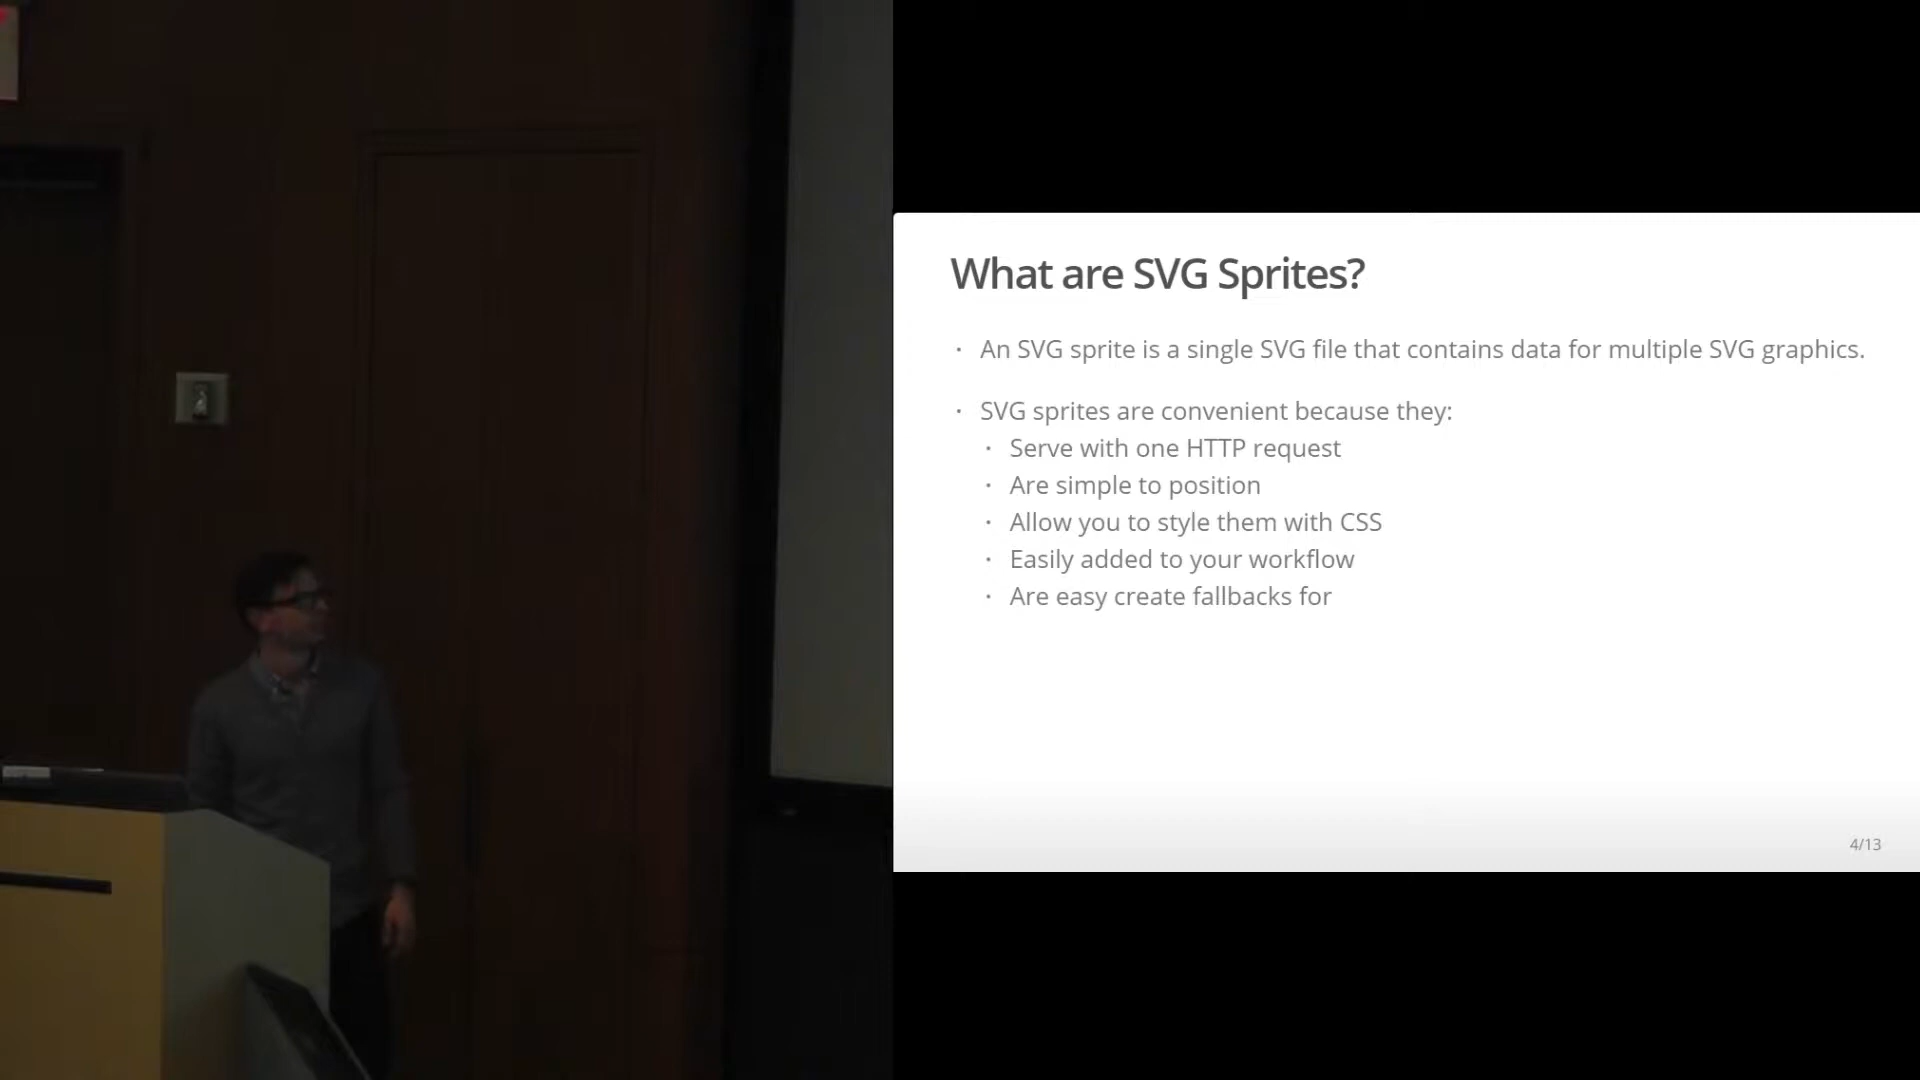 What are SVG Sprites?
· An SVG sprite is a single SVG file that contains data for multiple SVG graphics.
· SVG sprites are convenient because they:
· Serve with one HTTP request
· Are simple to position
· Allow you to style them with CSS
· Easily added to your workflow
· Are easy create fallbacks for
4/13